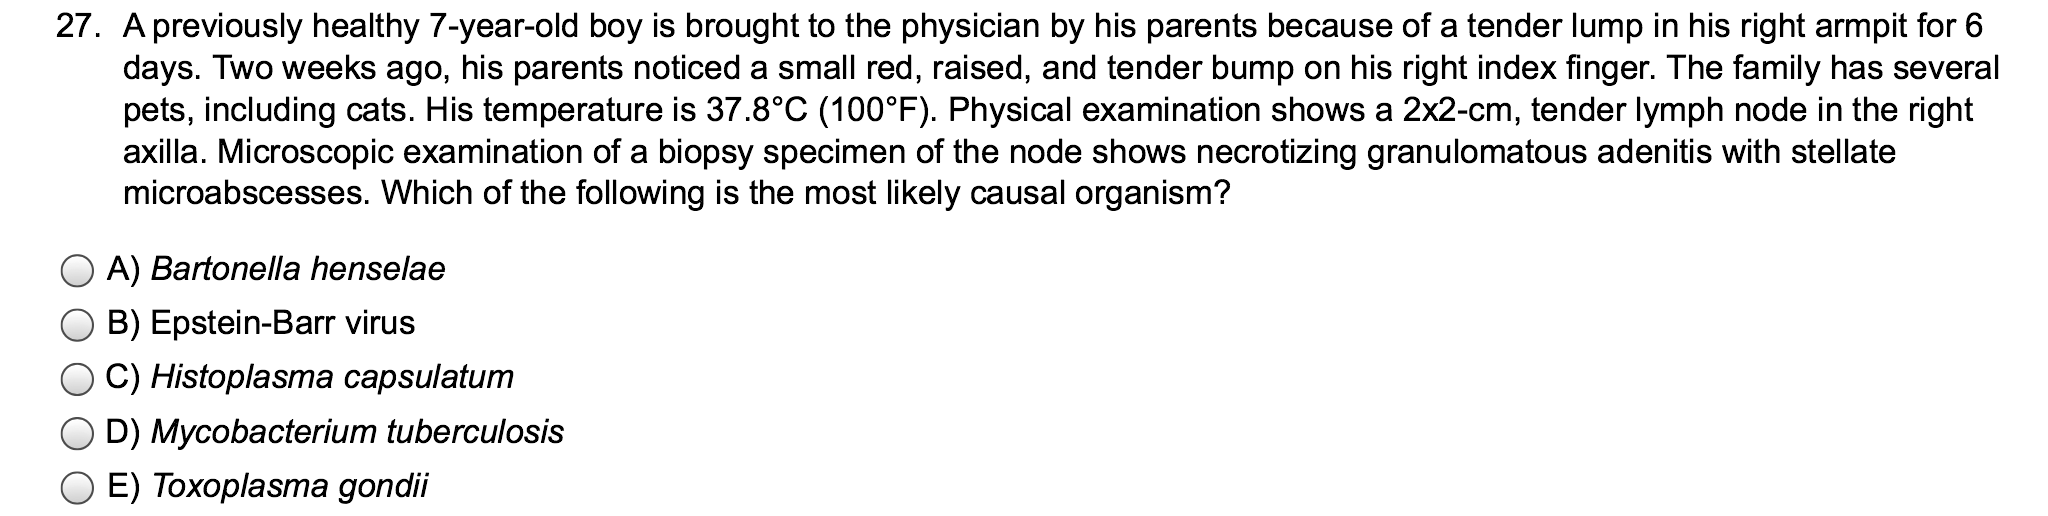 27. A previously healthy 7-year-old boy is brought to the physician by his parents because of a tender lump in his right armpit for 6
days. Two weeks ago, his parents noticed a small red, raised, and tender bump on his right index finger. The family has several
pets, including cats. His temperature is 37.8°C (100°F). Physical examination shows a 2x2-cm, tender lymph node in the right
axilla. Microscopic examination of a biopsy specimen of the node shows necrotizing granulomatous adenitis with stellate
microabscesses. Which of the following is the most likely causal organism?
A) Bartonella henselae
B) Epstein-Barr virus
C) Histoplasma capsulatum
D) Mycobacterium tuberculosis
E) Toxoplasma gondii